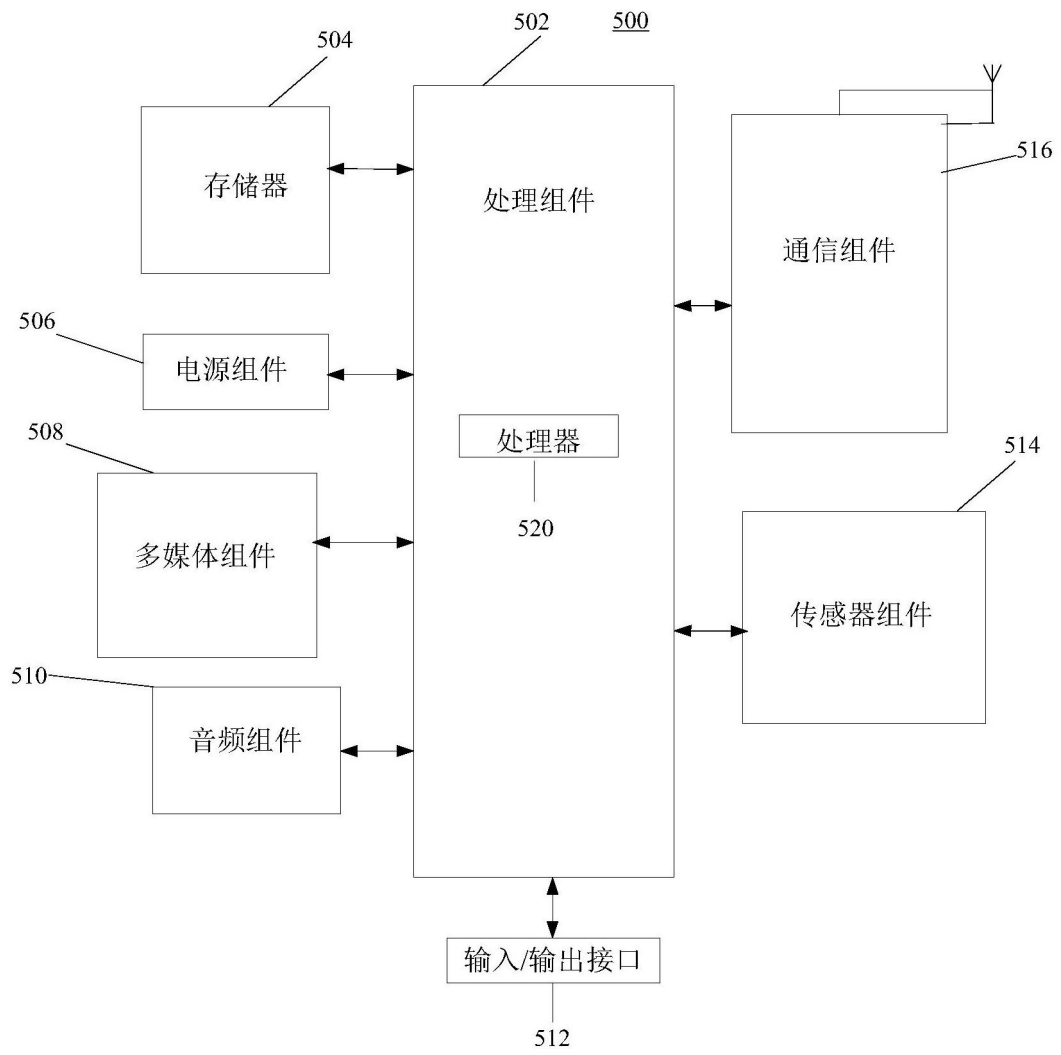 500
502
504
存储器
处理组件
516
通信组件
506
电源组件
处理器
520
508
多媒体组件
514
传感器组件
510
音频组件
输入/输出接口
512